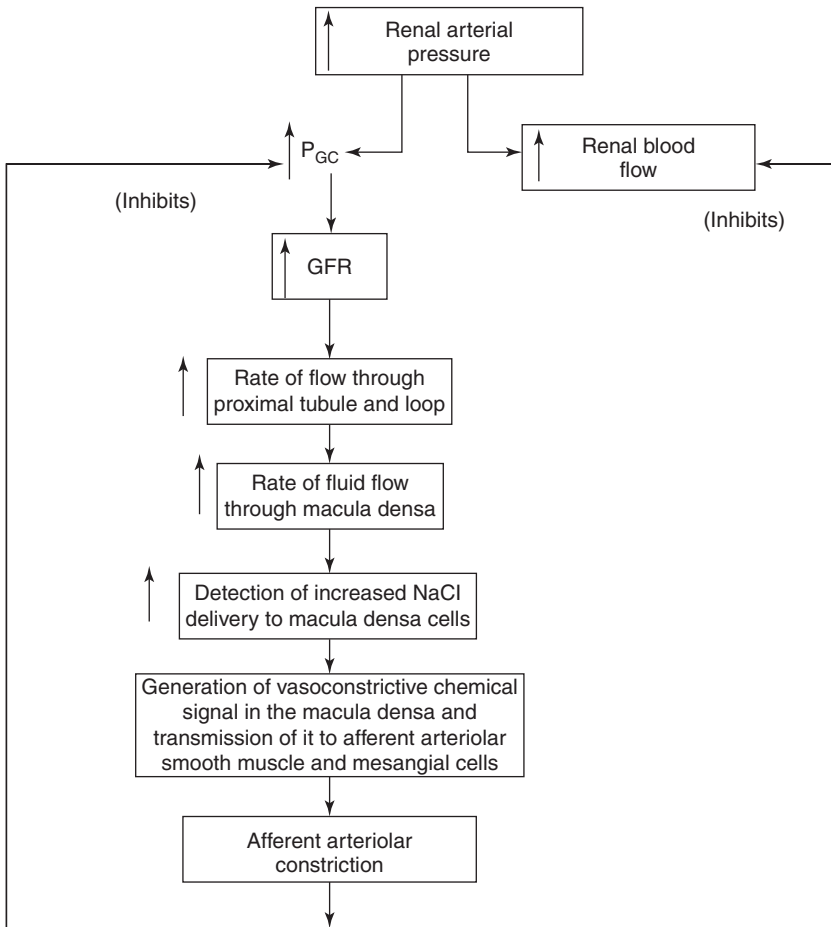 Renal arterial
pressure
P_GC
Renal blood
flow
(Inhibits)
(Inhibits)
GFR
Rate of flow through
proximal tubule and loop
Rate of fluid flow
through macula densa
Detection of increased NaCl
delivery to macula densa cells
Generation of vasoconstrictive chemical
signal in the macula densa and
transmission of it to afferent arteriolar
smooth muscle and mesangial cells
Afferent arteriolar
constriction